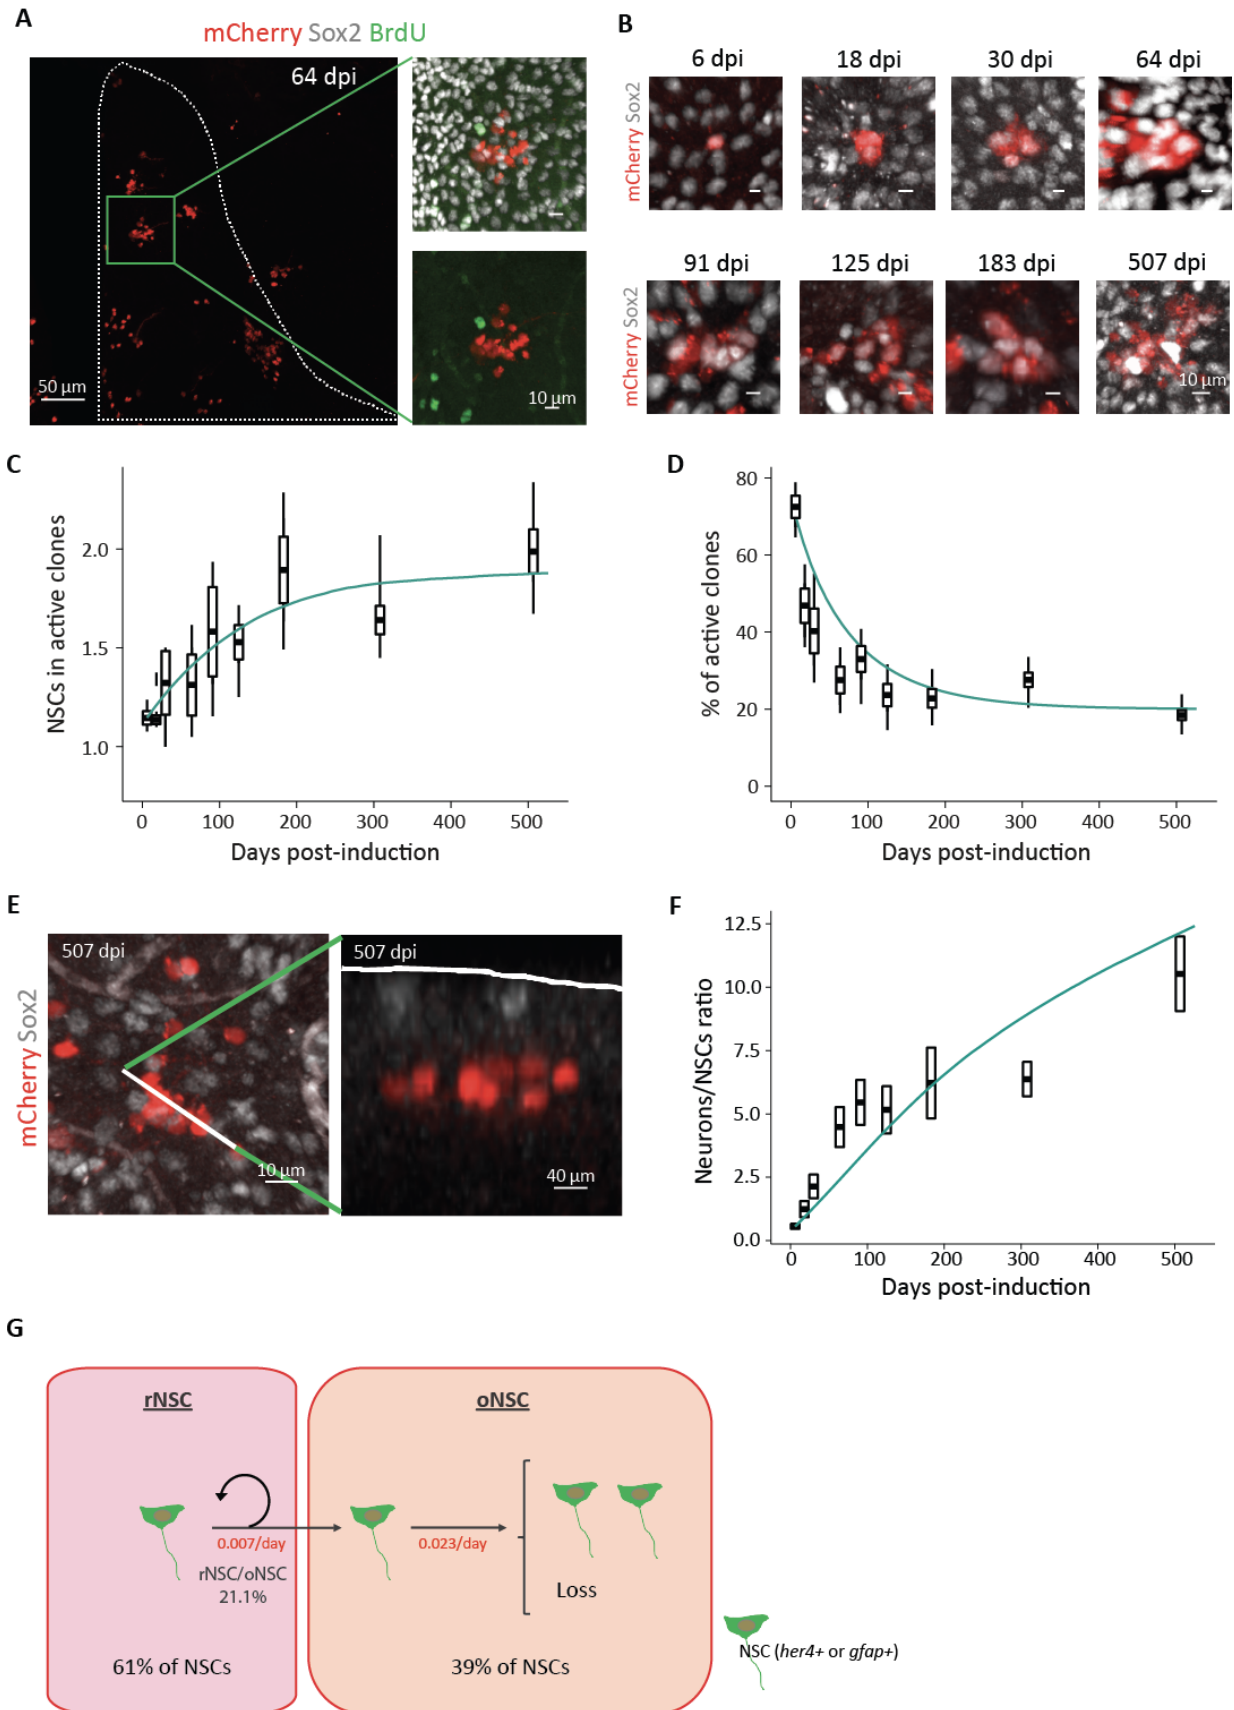 A
mCherry Sox2 BrdU
64 dpi
50 µm
10 µm
B
6 dpi
18 dpi
30 dpi
64 dpi
mCherry Sox2
91 dpi
125 dpi
183 dpi
507 dpi
mCherry Sox2
10 µm
C
NSCs in active clones
2.0
1.5
1.0
0 100 200 300 400 500
Days post-induction
D
% of active clones
80
60
40
20
0
0 100 200 300 400 500
Days post-induction
E
mCherry Sox2
507 dpi
10 µm
507 dpi
40 µm
F
Neurons/NSCs ratio
12.5
10.0
7.5
5.0
2.5
0.0
0 100 200 300 400 500
Days post-induction
G
rNSC
0.007/day
rNSC/oNSC
21.1%
61% of NSCs
oNSC
0.023/day
Loss
39% of NSCs
NSC (her4+ or gfap+)